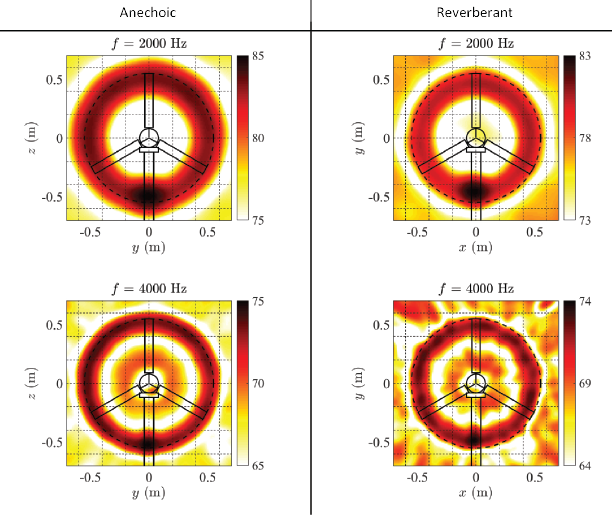 Anechoic
Reverberant
f = 2000 Hz
0.5
0
-0.5
z (m)
-0.5 0 0.5
y (m)
85
80
75
f = 2000 Hz
0.5
0
-0.5
y (m)
-0.5 0 0.5
x (m)
83
78
73
f = 4000 Hz
0.5
0
-0.5
z (m)
-0.5 0 0.5
y (m)
75
70
65
f = 4000 Hz
0.5
0
-0.5
y (m)
-0.5 0 0.5
x (m)
74
69
64